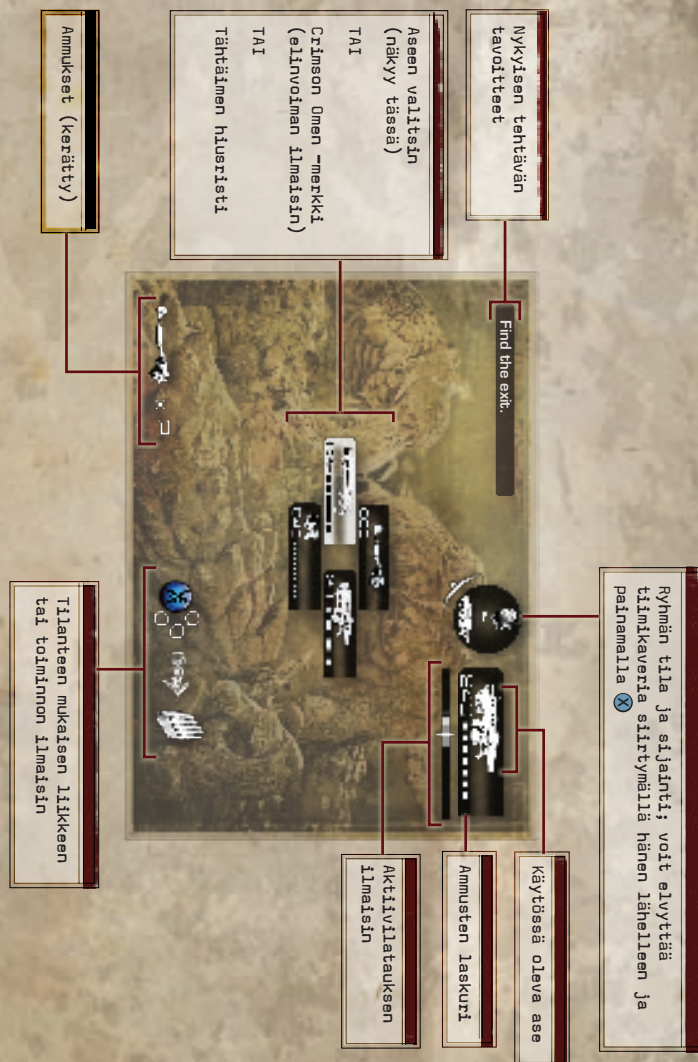 Nykyisen tehtävän
tavoitteet
Find the exit.
Ryhmän tila ja sijainti; voit elvyttää
tiimikaveria siirtymällä hänen lähelleen ja
painamalla X
Aseen valitsin
(näkyy tässä)
TAI
Crimson Omen -merkki
(elinvoiman ilmaisin)
TAI
Tähtäimen hiusristi
Käytössä oleva ase
Ammusten laskuri
Aktiivilatauksen
ilmaisin
Ammukset (kerätty)
X
Tilanteen mukaisen liikkeen
tai toiminnon ilmaisin